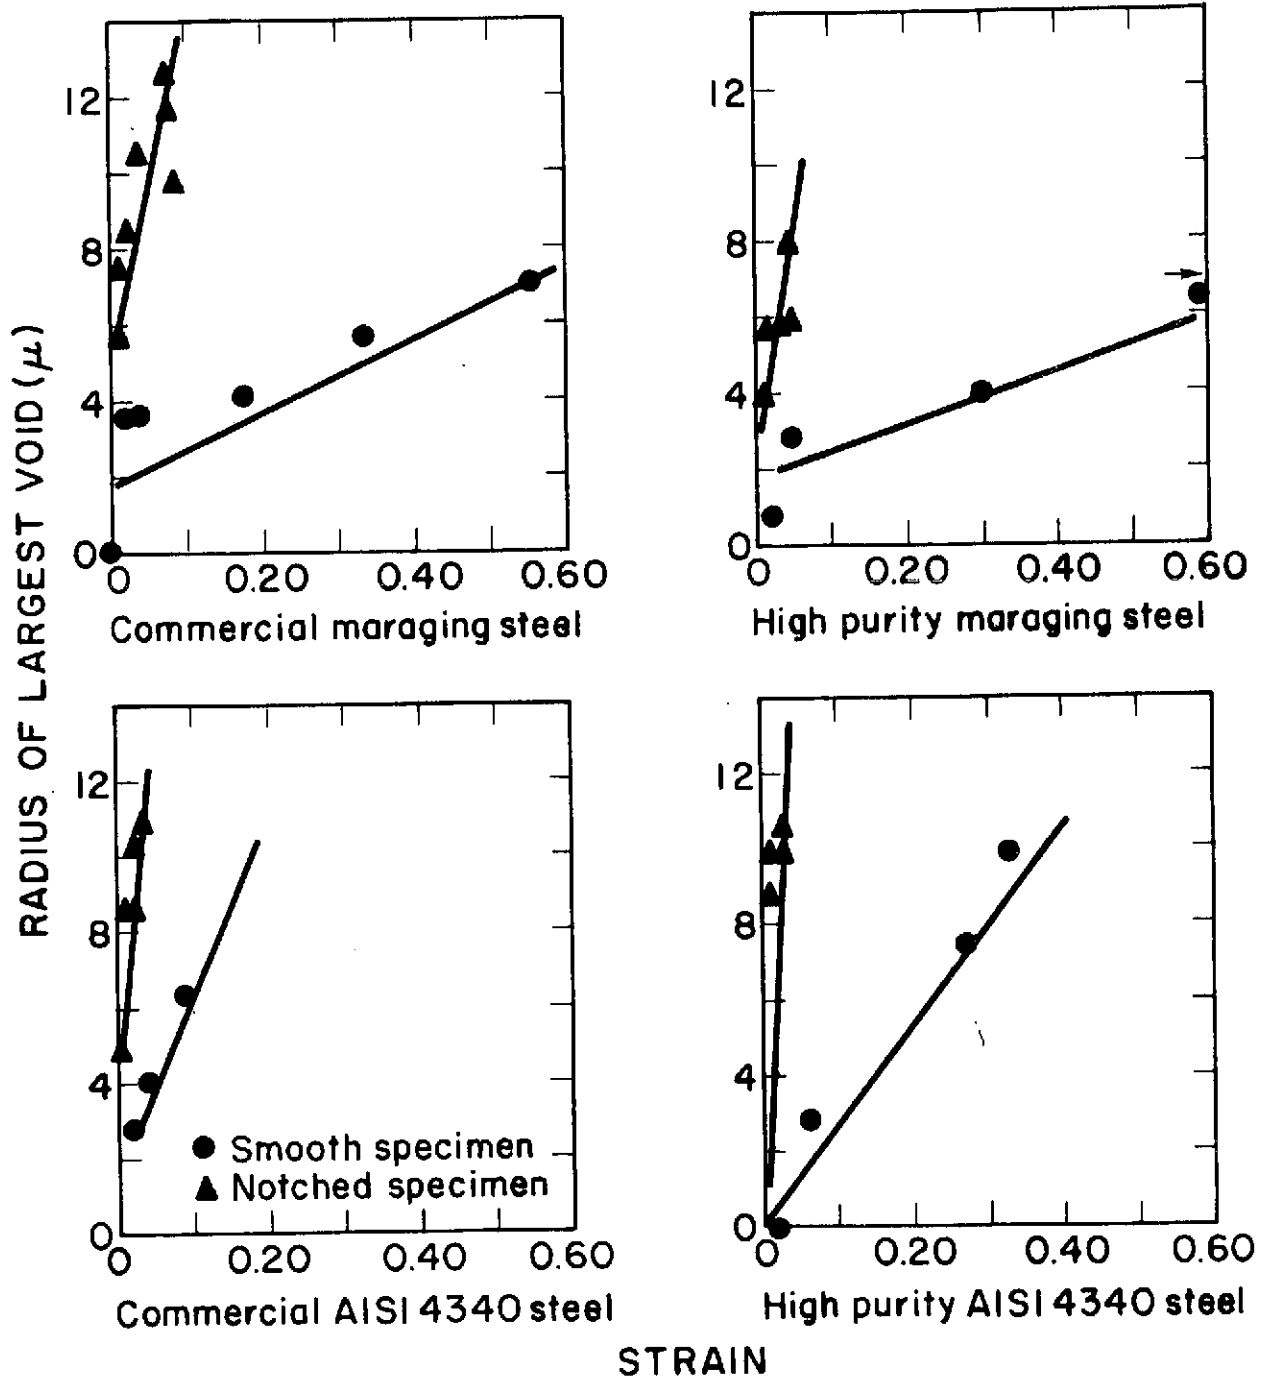 RADIUS OF LARGEST VOID (μ)
12
8
4
0
0 0.20 0.40 0.60
Commercial maraging steel
12
8
4
0
0 0.20 0.40 0.60
High purity maraging steel
12
8
4
0
Smooth specimen
Notched specimen
0 0.20 0.40 0.60
Commercial AISI 4340 steel
12
8
4
0
0 0.20 0.40 0.60
High purity AISI 4340 steel
STRAIN